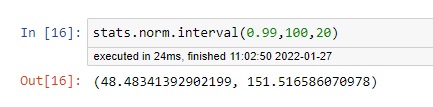 In [16]: stats.norm.interval(0.99,100,20)
executed in 24ms, finished 11:02:50 2022-01-27
Out[16]: (48.48341392902199, 151.516586070978)